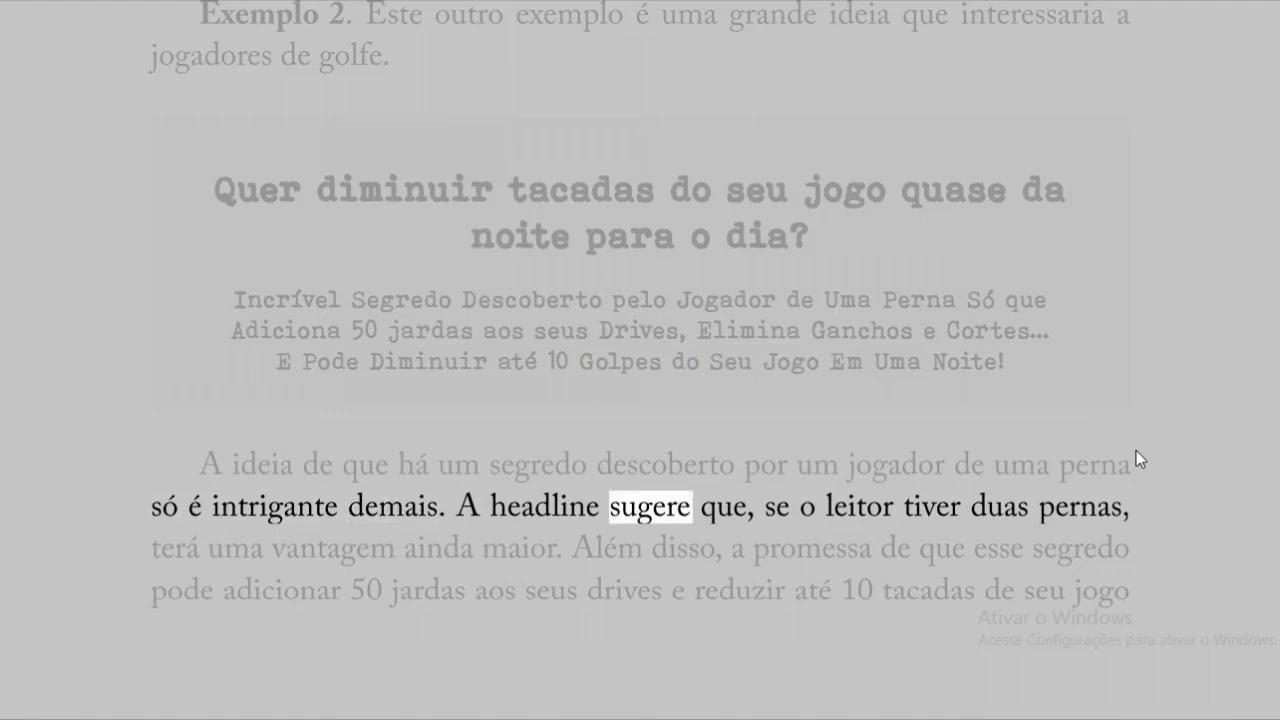 Exemplo 2. Este outro exemplo é uma grande ideia que interessaria a
jogadores de golfe.
Quer diminuir tacadas do seu jogo quase da
noite para o dia?
Incrível Segredo Descoberto pelo Jogador de Uma Perna Só que
Adiciona 50 jardas aos seus Drives, Elimina Ganchos e Cortes...
E Pode Diminuir até 10 Golpes do Seu Jogo Em Uma Noite!
A ideia de que há um segredo descoberto por um jogador de uma perna
só é intrigante demais. A headline sugere que, se o leitor tiver duas pernas,
terá uma vantagem ainda maior. Além disso, a promessa de que esse segredo
pode adicionar 50 jardas aos seus drives e reduzir até 10 tacadas de seu jogo
Ativar o Windows
Acesse Configurações para ativar o Windows.